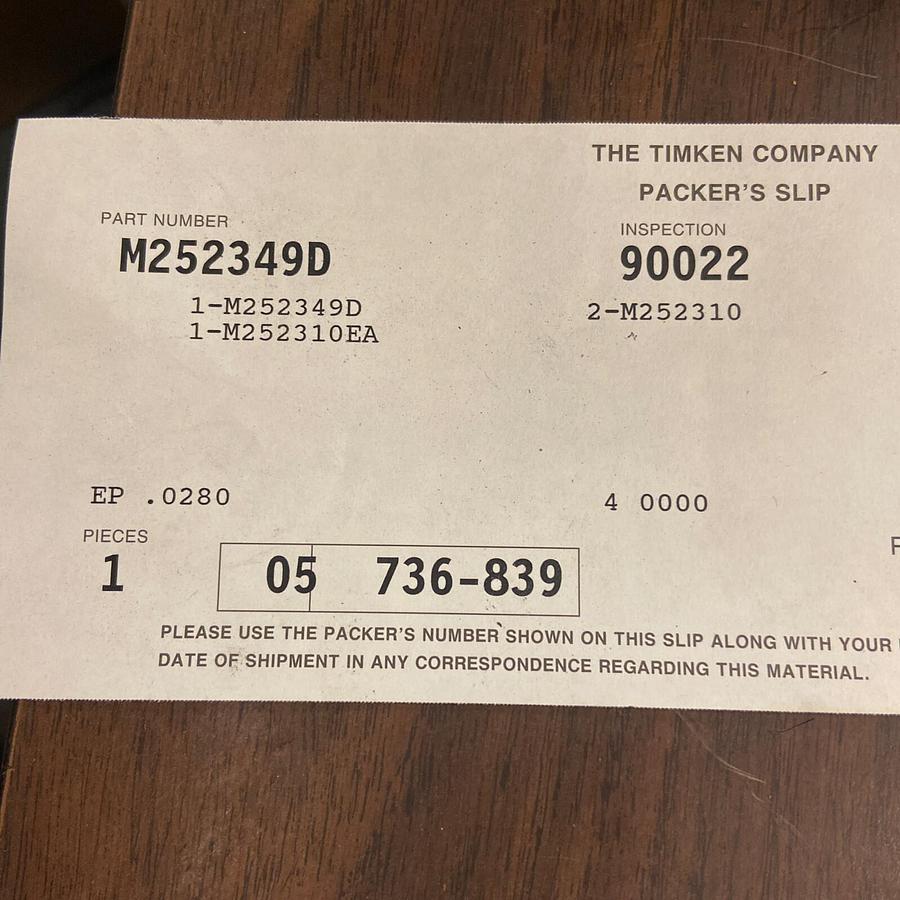 THE TIMKEN COMPANY
PACKER'S SLIP
PART NUMBER
M252349D
INSPECTION
90022
1-M252349D
2-M252310
1-M252310EA
EP .0280
4 0000
PIECES
1
05 736-839
PLEASE USE THE PACKER'S NUMBER SHOWN ON THIS SLIP ALONG WITH YOUR
DATE OF SHIPMENT IN ANY CORRESPONDENCE REGARDING THIS MATERIAL.